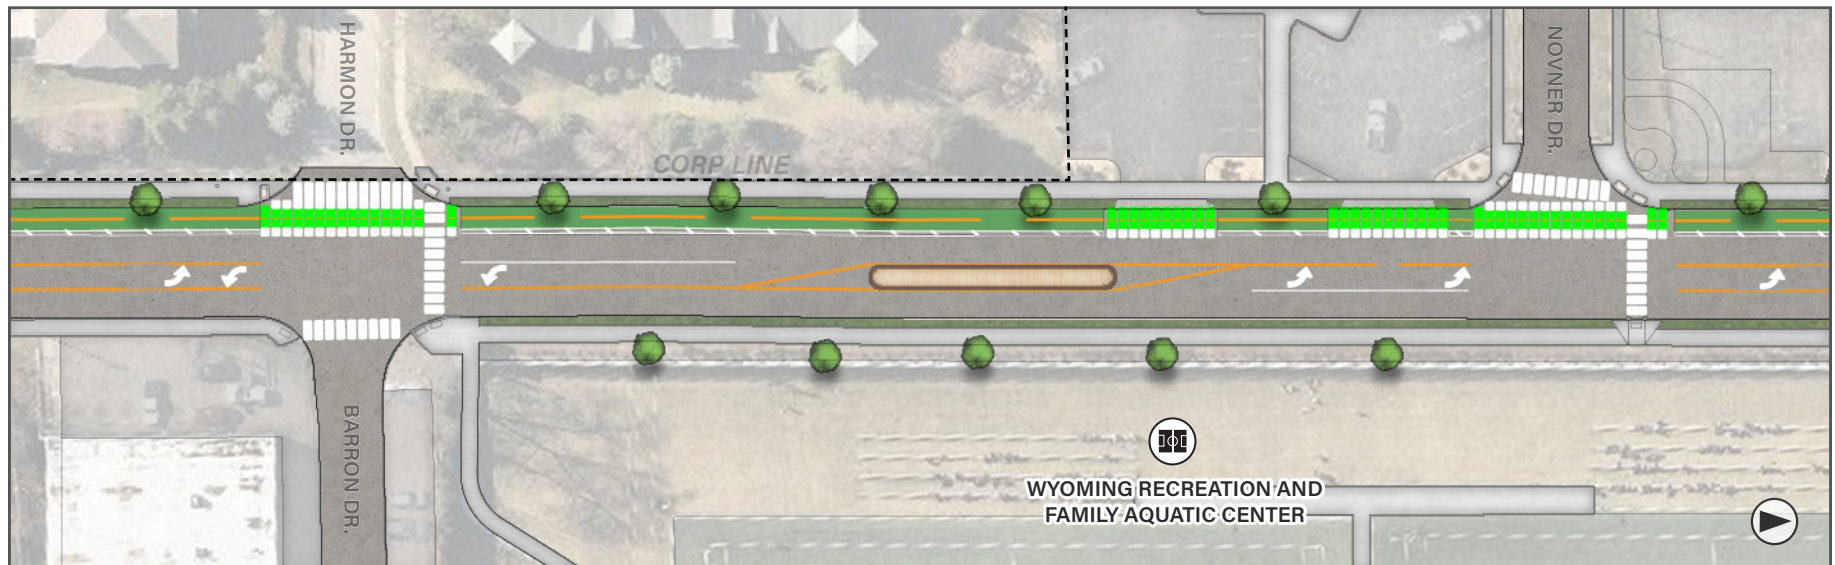 HARMON DR.
NOVNER DR.
CORP LINE
BARRON DR.
WYOMING RECREATION AND
FAMILY AQUATIC CENTER